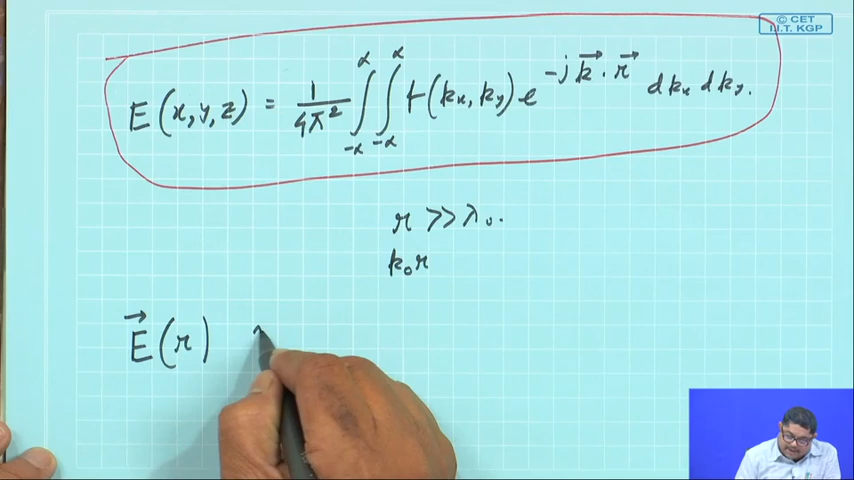 © CET
I.I.T. KGP
E(x,y,z) = 1/4π² ∫_{-∝}^{∝} ∫_{-∝}^{∝} f(kx, ky) e^{-j k⃗ · r⃗} dkx dky.
r >> λ₀.
k₀r
E⃗(r)